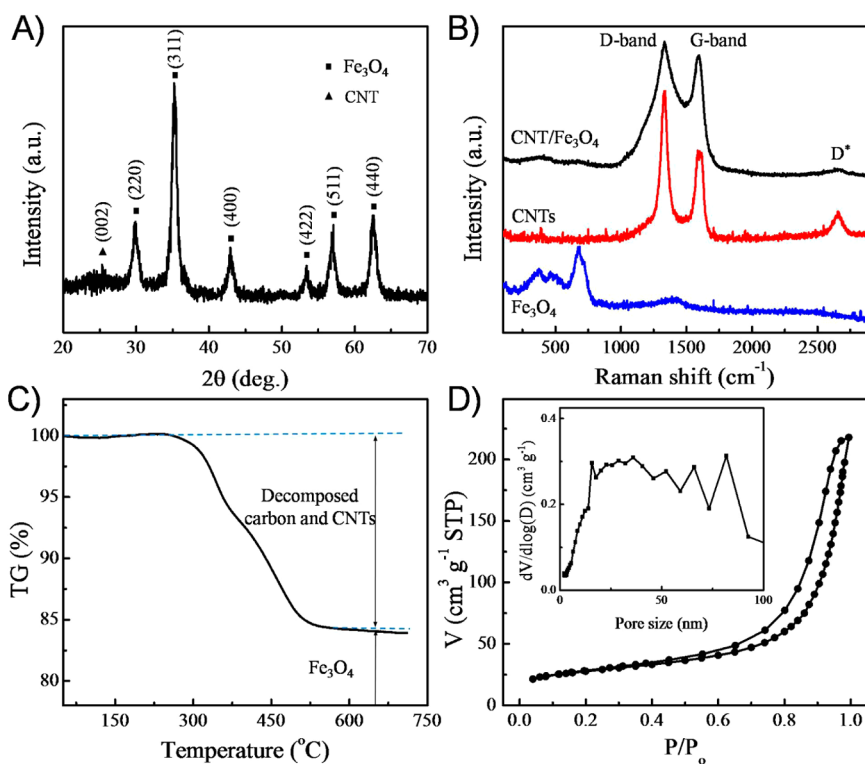 A)
(002)
(220)
(311)
(400)
(422)
(511)
(440)
■ Fe₃O₄
▲ CNT
Intensity (a.u.)
20 30 40 50 60 70
2θ (deg.)
B)
D-band G-band
CNT/Fe₃O₄
D*
CNTs
Fe₃O₄
Intensity (a.u.)
500 1000 1500 2000 2500
Raman shift (cm⁻¹)
C)
100
95
90
85
80
TG (%)
Decomposed
carbon and CNTs
Fe₃O₄
150 300 450 600 750
Temperature (°C)
D)
200
150
100
50
0
V (cm³ g⁻¹ STP)
0.4
0.2
0.0
dV/dlog(D) (cm³ g⁻¹)
0 50 100
Pore size (nm)
0.0 0.2 0.4 0.6 0.8 1.0
P/Pₒ